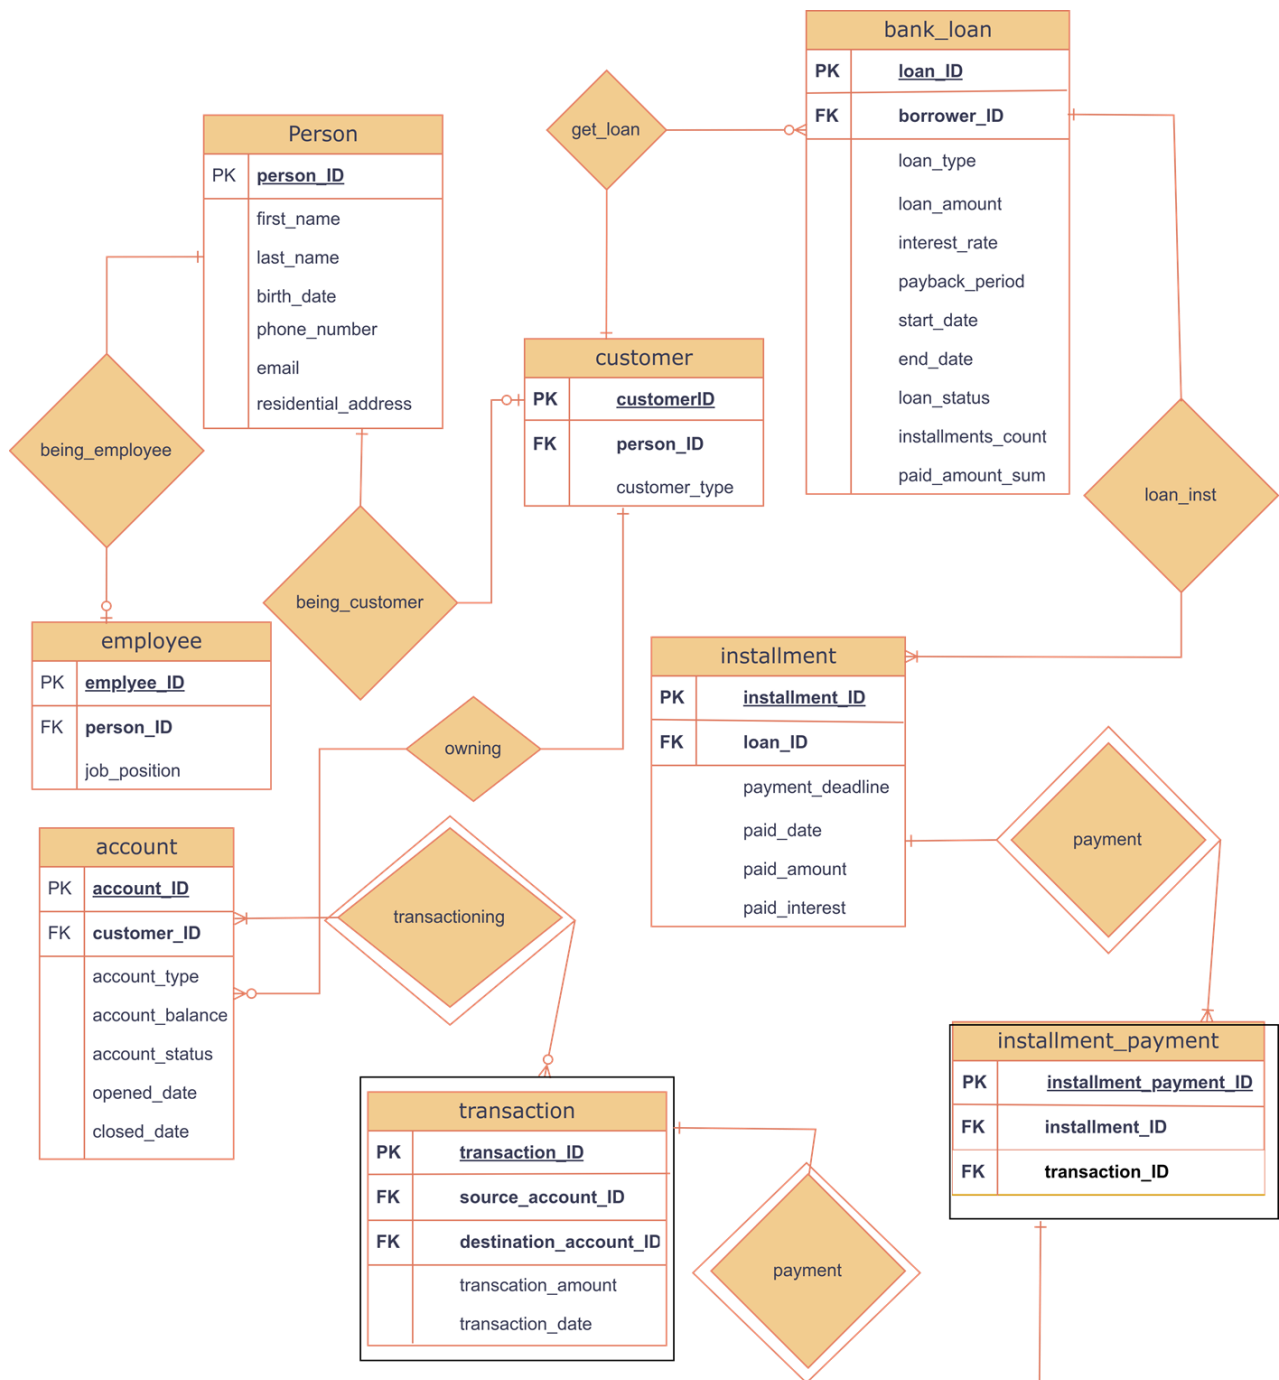 bank_loan
PK loan_ID
FK borrower_ID
loan_type
loan_amount
interest_rate
payback_period
start_date
end_date
loan_status
installments_count
paid_amount_sum
get_loan
Person
PK person_ID
first_name
last_name
birth_date
phone_number
email
residential_address
customer
PK customerID
FK person_ID
customer_type
being_employee
being_customer
loan_inst
employee
PK emplyee_ID
FK person_ID
job_position
owning
installment
PK installment_ID
FK loan_ID
payment_deadline
paid_date
paid_amount
paid_interest
payment
account
PK account_ID
FK customer_ID
account_type
account_balance
account_status
opened_date
closed_date
transactioning
installment_payment
PK installment_payment_ID
FK installment_ID
FK transaction_ID
transaction
PK transaction_ID
FK source_account_ID
FK destination_account_ID
transcation_amount
transaction_date
payment